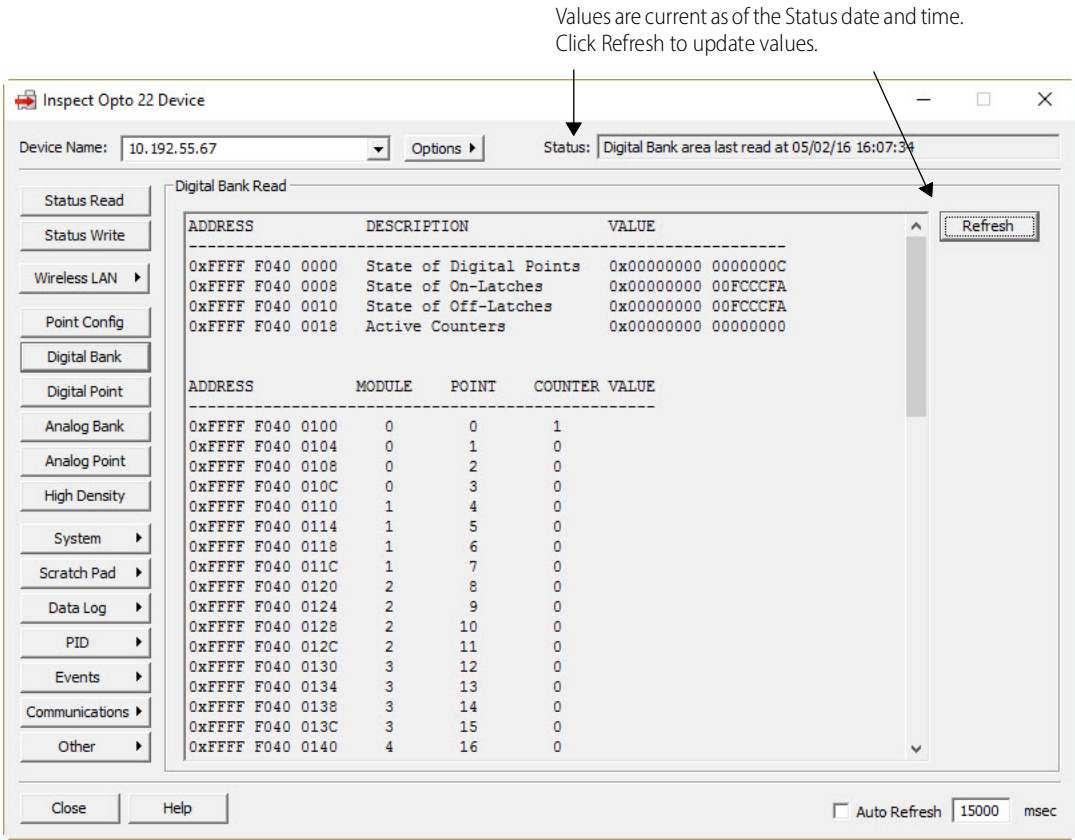 Values are current as of the Status date and time.
Click Refresh to update values.
Inspect Opto 22 Device
Device Name: 10.192.55.67 Options Status: Digital Bank area last read at 05/02/16 16:07:34
Status Read
Status Write
Wireless LAN
Point Config
Digital Bank
Digital Point
Analog Bank
Analog Point
High Density
System
Scratch Pad
Data Log
PID
Events
Communications
Other
Digital Bank Read
ADDRESS DESCRIPTION VALUE
0xFFFF F040 0000 State of Digital Points 0x00000000 0000000C
0xFFFF F040 0008 State of On-Latches 0x00000000 00FCCCFA
0xFFFF F040 0010 State of Off-Latches 0x00000000 00FCCCFA
0xFFFF F040 0018 Active Counters 0x00000000 00000000
ADDRESS MODULE POINT COUNTER VALUE
0xFFFF F040 0100 0 0 1
0xFFFF F040 0104 0 1 0
0xFFFF F040 0108 0 2 0
0xFFFF F040 010C 0 3 0
0xFFFF F040 0110 1 4 0
0xFFFF F040 0114 1 5 0
0xFFFF F040 0118 1 6 0
0xFFFF F040 011C 1 7 0
0xFFFF F040 0120 2 8 0
0xFFFF F040 0124 2 9 0
0xFFFF F040 0128 2 10 0
0xFFFF F040 012C 2 11 0
0xFFFF F040 0130 3 12 0
0xFFFF F040 0134 3 13 0
0xFFFF F040 0138 3 14 0
0xFFFF F040 013C 3 15 0
0xFFFF F040 0140 4 16 0
Refresh
Close Help Auto Refresh 15000 msec